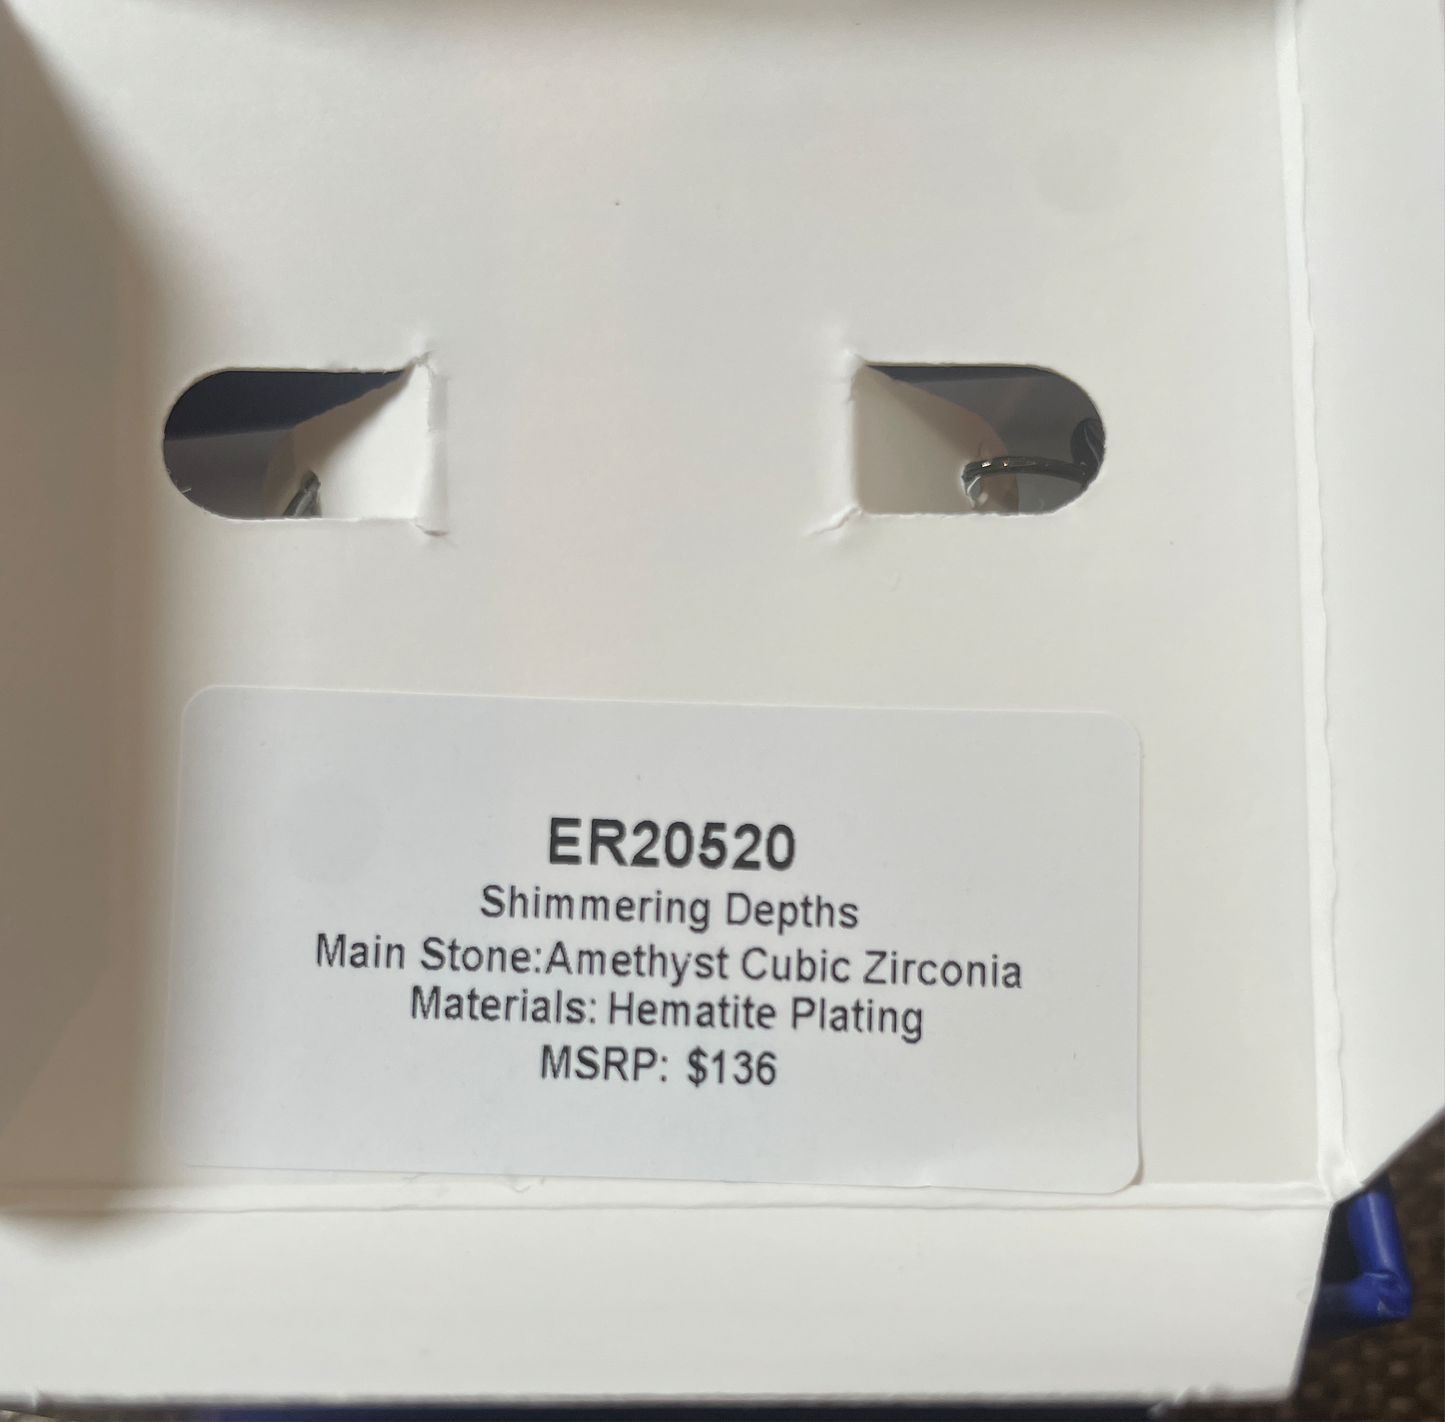 ER20520
Shimmering Depths
Main Stone:Amethyst Cubic Zirconia
Materials: Hematite Plating
MSRP: $136